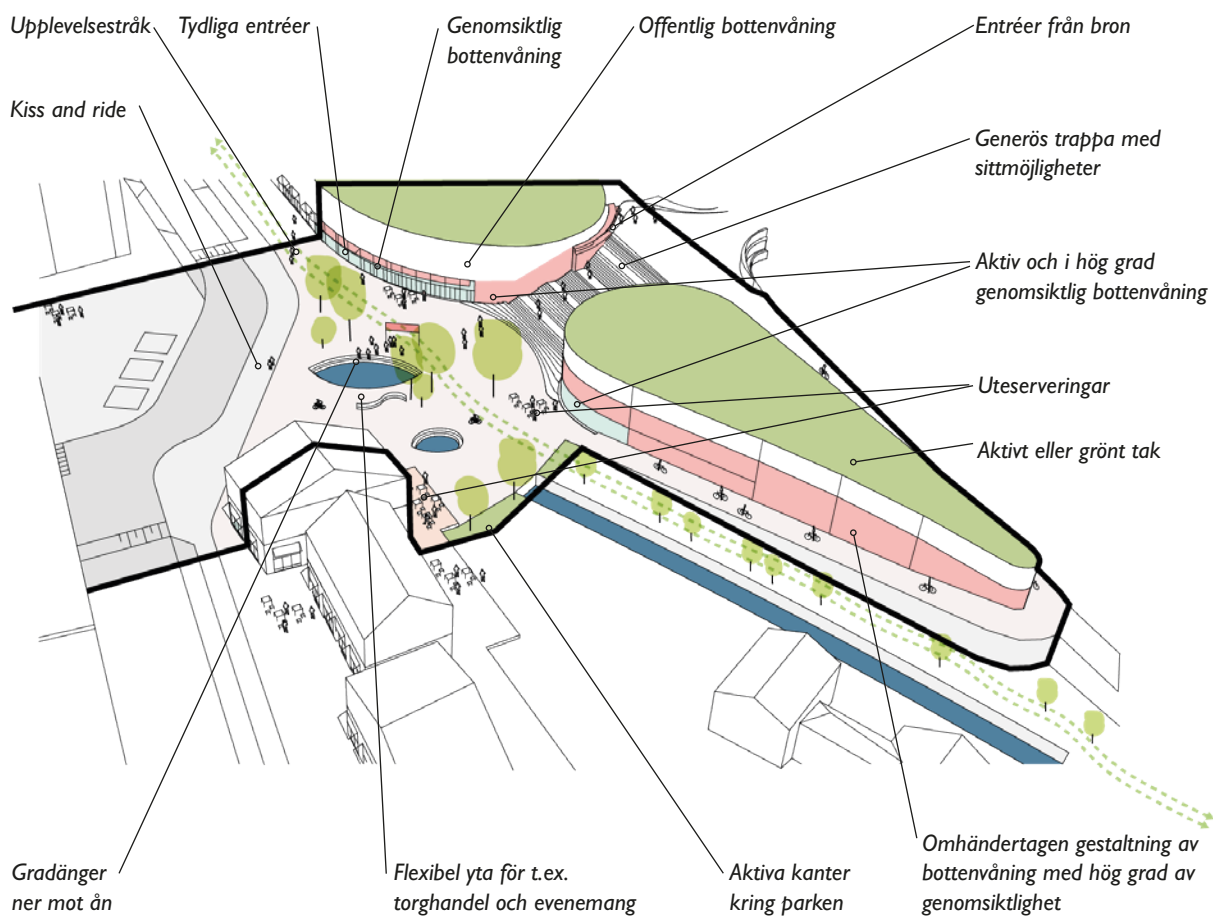 Upplevelsestråk
Tydliga entréer
Genomsiktlig
bottenvåning
Offentlig bottenvåning
Entréer från bron
Kiss and ride
Generös trappa med
sittmöjligheter
Aktiv och i hög grad
genomsiktlig bottenvåning
Uteserveringar
Aktivt eller grönt tak
Gradänger
ner mot ån
Flexibel yta för t.ex.
torghandel och evenemang
Aktiva kanter
kring parken
Omhändertagen gestaltning av
bottenvåning med hög grad av
genomsiktlighet